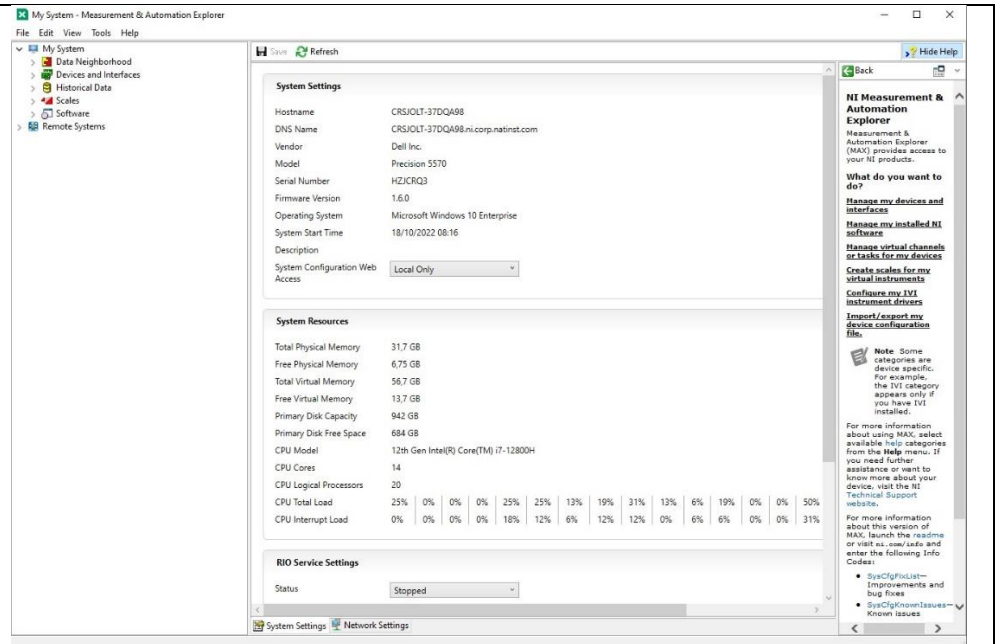 My System - Measurement & Automation Explorer
File Edit View Tools Help
My System
Data Neighborhood
Devices and Interfaces
Historical Data
Scales
Software
Remote Systems
Save Refresh
Hide Help
System Settings
Hostname CRSJOLT-37DQA98
DNS Name CRSJOLT-37DQA98.ni.corp.natinst.com
Vendor Dell Inc.
Model Precision 5570
Serial Number HZJCRQ3
Firmware Version 1.6.0
Operating System Microsoft Windows 10 Enterprise
System Start Time 18/10/2022 08:16
Description
System Configuration Web
Access
Local Only
System Resources
Total Physical Memory 31,7 GB
Free Physical Memory 6,75 GB
Total Virtual Memory 56,7 GB
Free Virtual Memory 13,7 GB
Primary Disk Capacity 942 GB
Primary Disk Free Space 684 GB
CPU Model 12th Gen Intel(R) Core(TM) i7-12800H
CPU Cores 14
CPU Logical Processors 20
CPU Total Load 25% 0% 0% 0% 25% 25% 13% 19% 31% 13% 6% 19% 0% 0% 50%
CPU Interrupt Load 0% 0% 0% 0% 18% 12% 6% 12% 12% 0% 6% 6% 0% 0% 31%
RIO Service Settings
Status Stopped
System Settings Network Settings
Back
NI Measurement &
Automation
Explorer
Measurement &
Automation Explorer
(MAX) provides access to
your NI products.
What do you want to
do?
Manage my devices and
interfaces
Manage my installed NI
software
Manage virtual channels
or tasks for my devices
Create scales for my
virtual instruments
Configure my IVI
instrument drivers
Import/export my
device configuration
file.
Note Some
categories are
device specific.
For example,
the IVI category
appears only if
you have IVI
installed.
For more information
about using MAX, select
available help categories
from the Help menu. If
you need further
assistance or want to
know more about your
device, visit the NI
Technical Support
website.
For more information
about this version of
MAX, launch the readme
or visit ni.com/info and
enter the following Info
Codes:
SysCfgFixList—
Improvements and
bug fixes
SysCfgKnownIssues—
Known issues